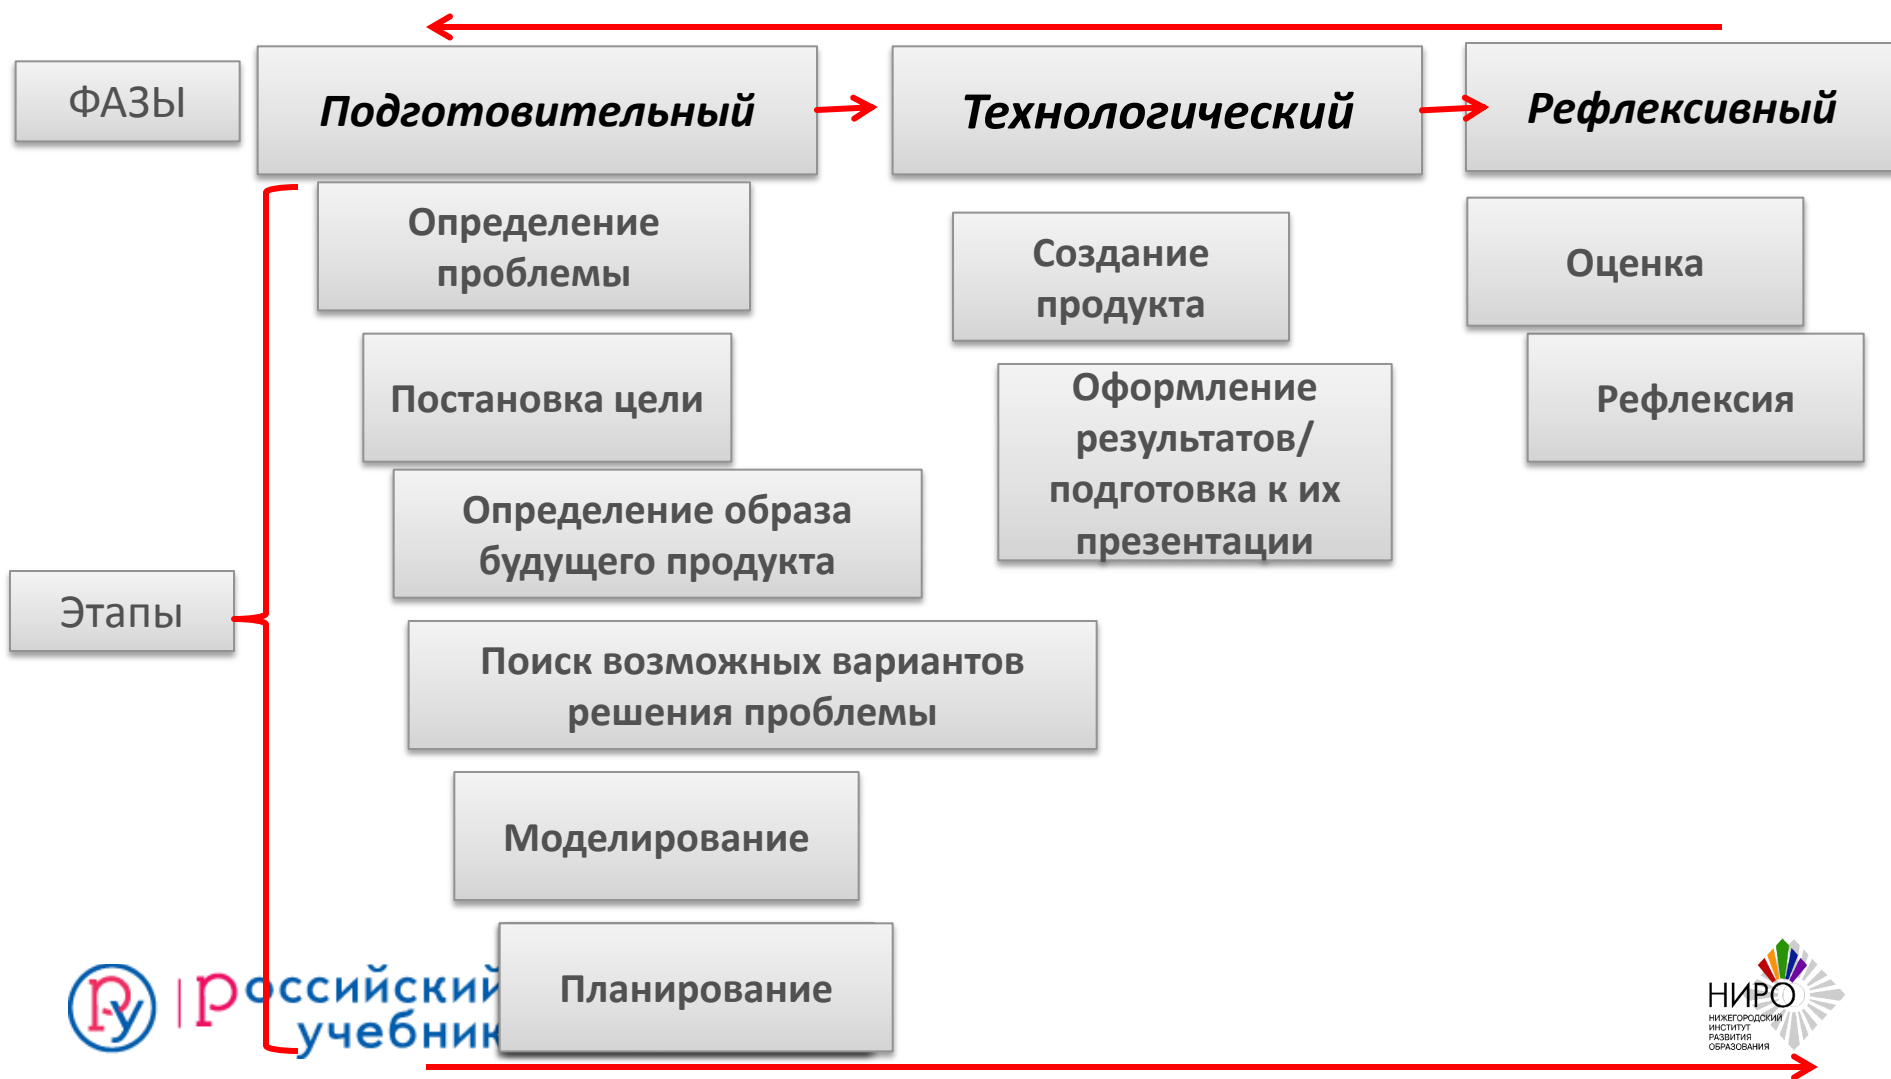 ФАЗЫ
Подготовительный
Технологический
Рефлексивный
Определение
проблемы
Постановка цели
Определение образа
будущего продукта
Поиск возможных вариантов
решения проблемы
Моделирование
Планирование
Создание
продукта
Оформление
результатов/
подготовка к их
презентации
Оценка
Рефлексия
Этапы
РУ
российский
учебник
НИРО
НИЖЕГОРОДСКИЙ
ИНСТИТУТ
РАЗВИТИЯ
ОБРАЗОВАНИЯ